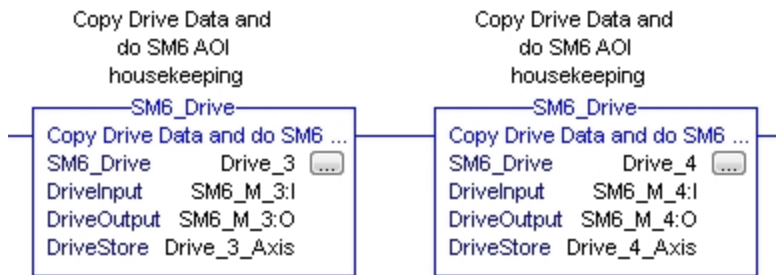 Copy Drive Data and
do SM6 AOI
housekeeping
SM6_Drive
Copy Drive Data and do SM6 ...
SM6_Drive Drive_3 ...
DriveInput SM6_M_3:I
DriveOutput SM6_M_3:O
DriveStore Drive_3_Axis
Copy Drive Data and
do SM6 AOI
housekeeping
SM6_Drive
Copy Drive Data and do SM6 ...
SM6_Drive Drive_4 ...
DriveInput SM6_M_4:I
DriveOutput SM6_M_4:O
DriveStore Drive_4_Axis